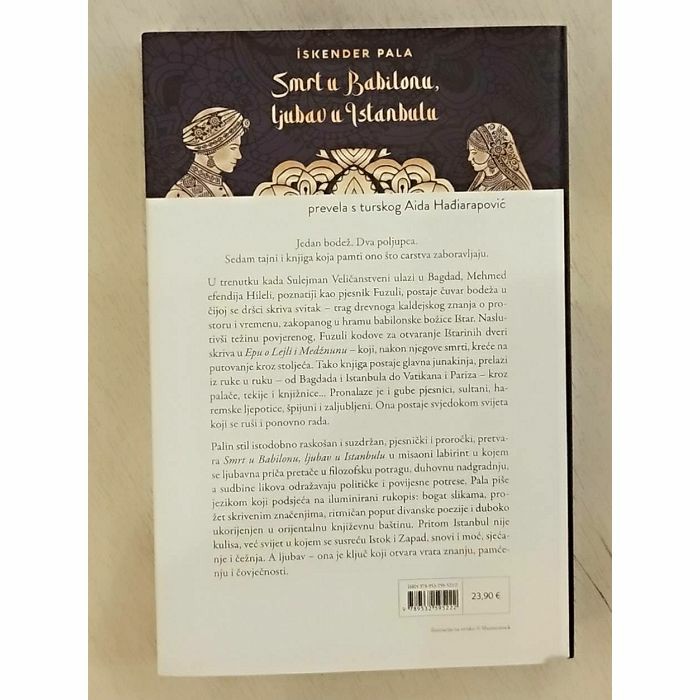 İSKENDER PALA
Smrt u Babilonu,
ljubav u Istanbulu
prevela s turskog Aida Hadiarapović
Jedan bodež. Dva poljupca.
Sedam tajni i knjiga koja pamti ono što carstva zaboravljaju.
U trenutku kada Sulejman Veličanstveni ulazi u Bagdad, Mehmed
efendija Hileli, poznatiji kao pjesnik Fuzuli, postaje čuvar bodeža u
čijoj se dršci skriva svitak – trag drevnoga kaldejskog znanja o pro-
storu i vremenu, zakopanog u hramu babilonske božice Ištar. Naslu-
tivši težinu povjerenog, Fuzuli kodove za otvaranje Ištarinih dveri
skriva u Epu o Lejli i Medžnunu – koji, nakon njegove smrti, kreće na
putovanje kroz stoljeća. Tako knjiga postaje glavna junakinja, prelazi
iz ruke u ruku – od Bagdada i Istanbula do Vatikana i Pariza – kroz
palače, tekije i knjižnice... Pronalaze je i gube pjesnici, sultani, ha-
remske ljepotice, špijuni i zaljubljeni. Ona postaje svjedokom svijeta
koji se ruši i ponovno rađa.
Palin stil istodobno raskošan i suzdržan, pjesnički i proročki, pretva-
ra Smrt u Babilonu, ljubav u Istanbulu u misaoni labirint u kojem
se ljubavna priča pretače u filozofsku potragu, duhovnu nadgradnju,
a sudbine likova odražavaju političke i povijesne potrese. Pala piše
jezikom koji podsjeća na iluminirani rukopis: bogat slikama, pro-
žet skrivenim značenjima, ritmičan poput divanske poezije i duboko
ukorijenjen u orijentalnu književnu baštinu. Pritom Istanbul nije
kulisa, već svijet u kojem se susreću Istok i Zapad, snovi i moć, sjeća-
nje i čežnja. A ljubav – ona je ključ koji otvara vrata znanju, pamće-
nju i čovječnosti.
23,90 €
9 789532 595222